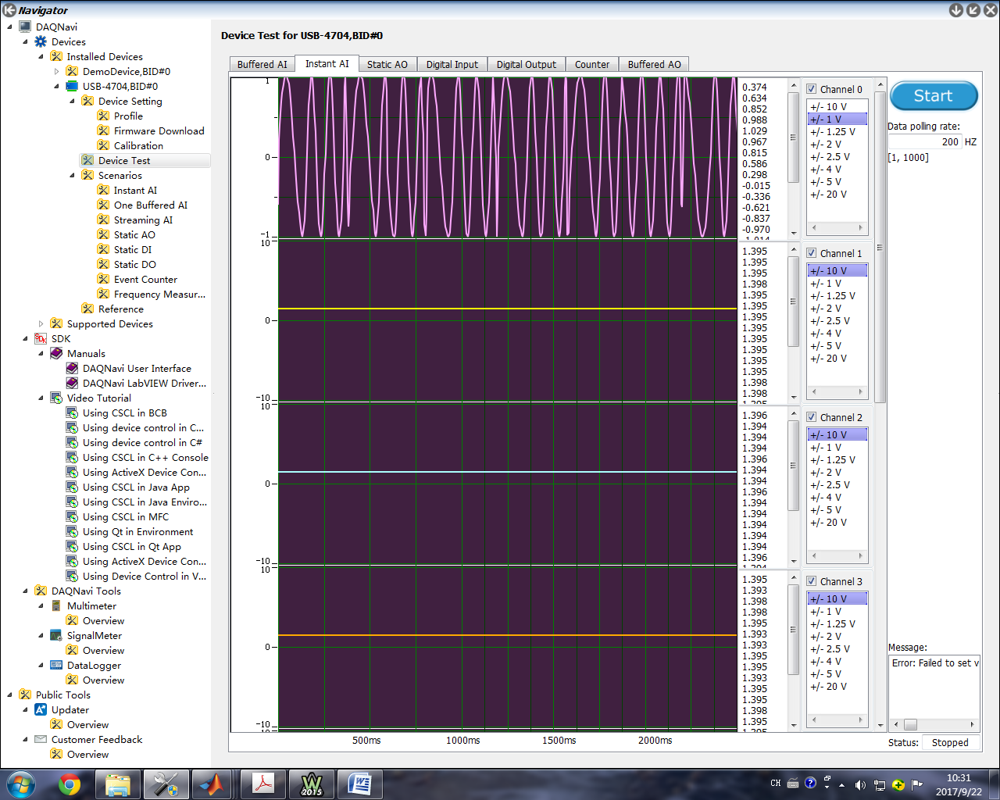 Navigator
DAQNavi
Devices
Installed Devices
DemoDevice,BID#0
USB-4704,BID#0
Device Setting
Profile
Firmware Download
Calibration
Device Test
Scenarios
Instant AI
One Buffered AI
Streaming AI
Static AO
Static DI
Static DO
Event Counter
Frequency Measur...
Reference
Supported Devices
SDK
Manuals
DAQNavi User Interface
DAQNavi LabVIEW Driver...
Video Tutorial
Using CSCL in BCB
Using device control in C...
Using device control in C#
Using CSCL in C++ Console
Using ActiveX Device Con...
Using CSCL in Java App
Using CSCL in Java Enviro...
Using CSCL in MFC
Using Qt in Environment
Using CSCL in Qt App
Using ActiveX Device Con...
Using Device Control in V...
DAQNavi Tools
Multimeter
Overview
SignalMeter
Overview
DataLogger
Overview
Public Tools
Updater
Overview
Customer Feedback
Overview
Device Test for USB-4704,BID#0
Buffered AI Instant AI Static AO Digital Input Digital Output Counter Buffered AO
1
0
-1
10
0
-10
10
0
-10
10
0
-10
500ms 1000ms 1500ms 2000ms
0.374
0.634
0.852
0.988
1.029
0.967
0.815
0.586
0.298
-0.015
-0.336
-0.621
-0.837
-0.970
1.395
1.395
1.395
1.398
1.395
1.395
1.395
1.395
1.395
1.395
1.395
1.398
1.395
1.398
1.396
1.394
1.394
1.394
1.396
1.394
1.394
1.396
1.394
1.394
1.394
1.394
1.394
1.396
1.395
1.393
1.398
1.395
1.395
1.393
1.393
1.395
1.395
1.393
1.395
1.395
1.398
1.395
Channel 0
+/- 10 V
+/- 1 V
+/- 1.25 V
+/- 2 V
+/- 2.5 V
+/- 4 V
+/- 5 V
+/- 20 V
Channel 1
+/- 10 V
+/- 1 V
+/- 1.25 V
+/- 2 V
+/- 2.5 V
+/- 4 V
+/- 5 V
+/- 20 V
Channel 2
+/- 10 V
+/- 1 V
+/- 1.25 V
+/- 2 V
+/- 2.5 V
+/- 4 V
+/- 5 V
+/- 20 V
Channel 3
+/- 10 V
+/- 1 V
+/- 1.25 V
+/- 2 V
+/- 2.5 V
+/- 4 V
+/- 5 V
+/- 20 V
Start
Data polling rate:
200 HZ
[1, 1000]
Message:
Error: Failed to set v
Status: Stopped
2015
CH
10:31
2017/9/22